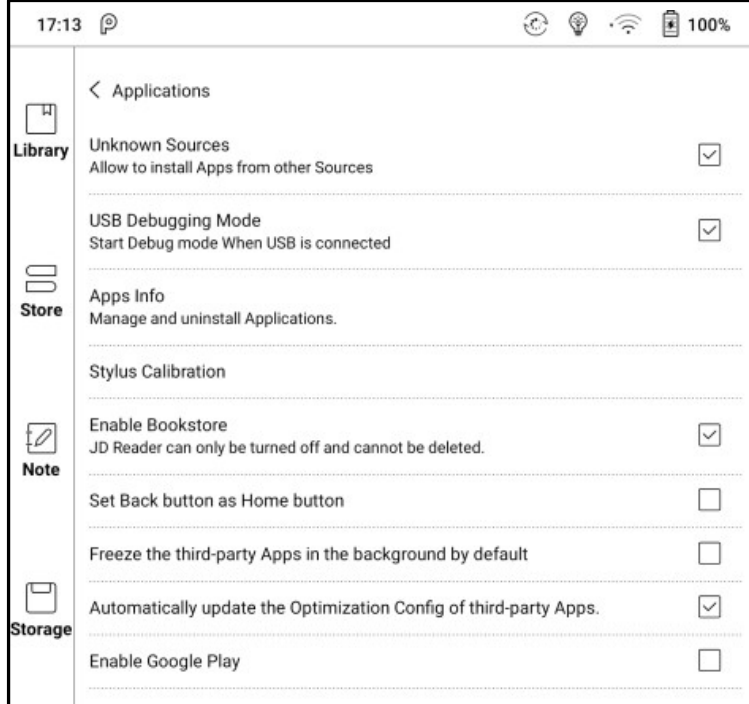 17:13
100%
Applications
Library
Unknown Sources
Allow to install Apps from other Sources
USB Debugging Mode
Start Debug mode When USB is connected
Store
Apps Info
Manage and uninstall Applications.
Stylus Calibration
Note
Enable Bookstore
JD Reader can only be turned off and cannot be deleted.
Set Back button as Home button
Freeze the third-party Apps in the background by default
Storage
Automatically update the Optimization Config of third-party Apps.
Enable Google Play